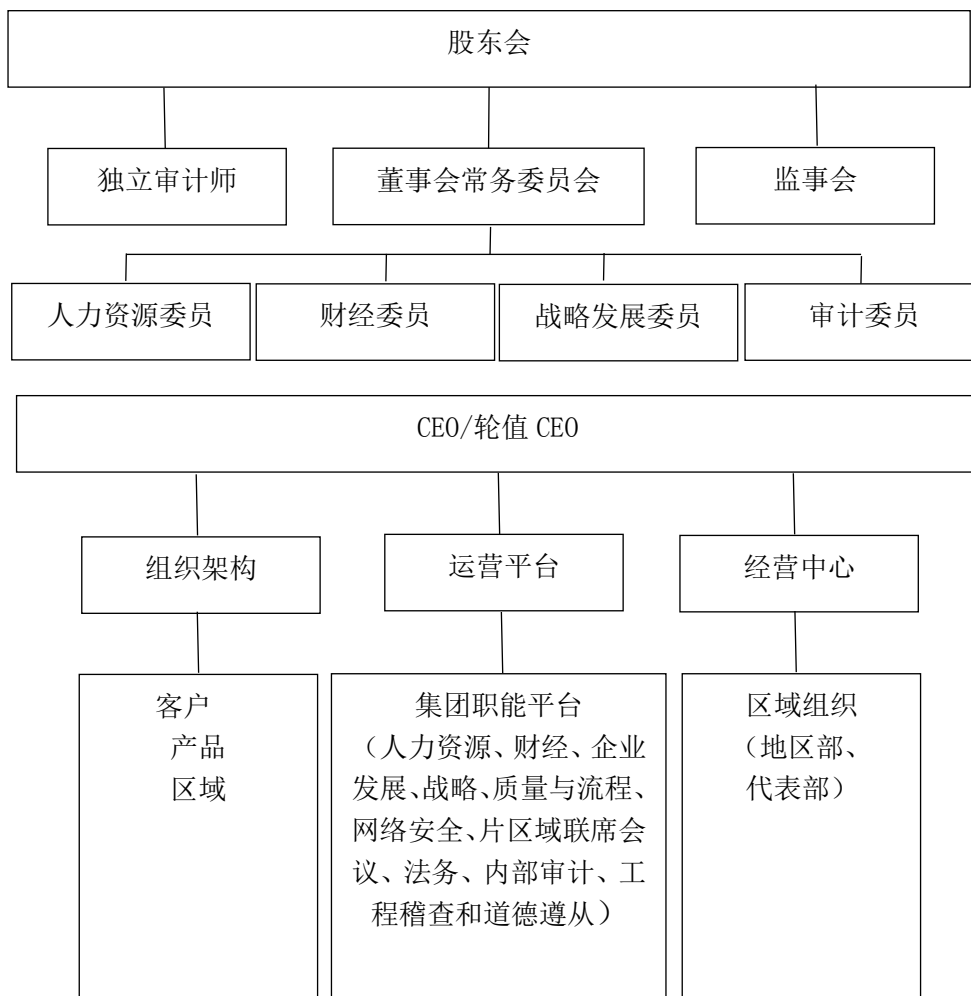 股东会
独立审计师
董事会常务委员会
监事会
人力资源委员
财经委员
战略发展委员
审计委员
CEO/轮值 CEO
组织架构
运营平台
经营中心
客户
产品
区域
集团职能平台
（人力资源、财经、企业
发展、战略、质量与流程、
网络安全、片区域联席会
议、法务、内部审计、工
程稽查和道德遵从）
区域组织
（地区部、
代表部）